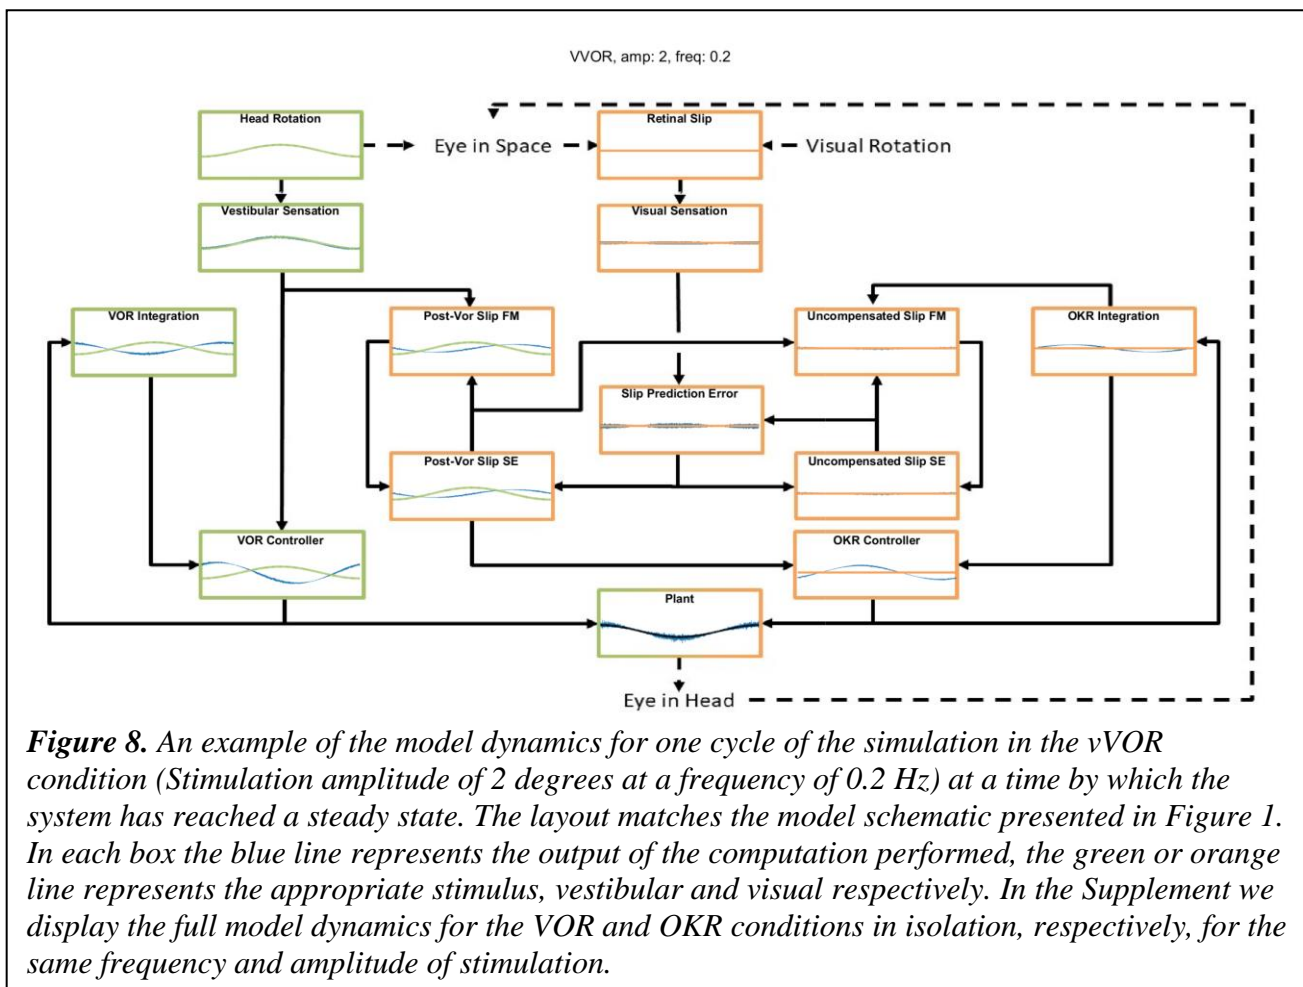 VVOR, amp: 2, freq: 0.2
Head Rotation
Retinal Slip
Eye in Space
Visual Rotation
Vestibular Sensation
Visual Sensation
VOR Integration
Post-Vor Slip FM
Uncompensated Slip FM
OKR Integration
Slip Prediction Error
Post-Vor Slip SE
Uncompensated Slip SE
VOR Controller
OKR Controller
Plant
Eye in Head
Figure 8. An example of the model dynamics for one cycle of the simulation in the vVOR
condition (Stimulation amplitude of 2 degrees at a frequency of 0.2 Hz) at a time by which the
system has reached a steady state. The layout matches the model schematic presented in Figure 1.
In each box the blue line represents the output of the computation performed, the green or orange
line represents the appropriate stimulus, vestibular and visual respectively. In the Supplement we
display the full model dynamics for the VOR and OKR conditions in isolation, respectively, for the
same frequency and amplitude of stimulation.